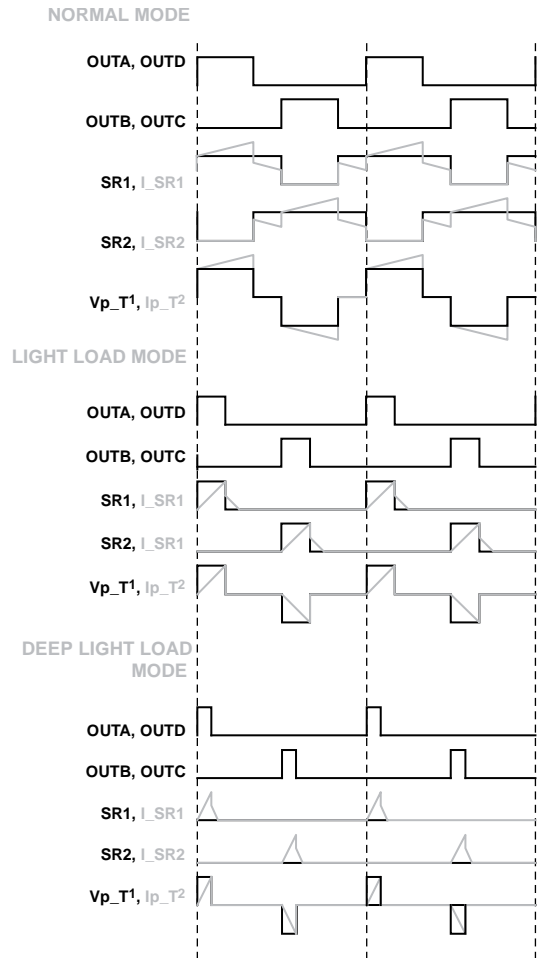 NORMAL MODE
OUTA, OUTD
OUTB, OUTC
SR1, I_SR1
SR2, I_SR2
Vp_T1, Ip_T2
LIGHT LOAD MODE
OUTA, OUTD
OUTB, OUTC
SR1, I_SR1
SR2, I_SR1
Vp_T1, Ip_T2
DEEP LIGHT LOAD
MODE
OUTA, OUTD
OUTB, OUTC
SR1, I_SR1
SR2, I_SR2
Vp_T1, Ip_T2